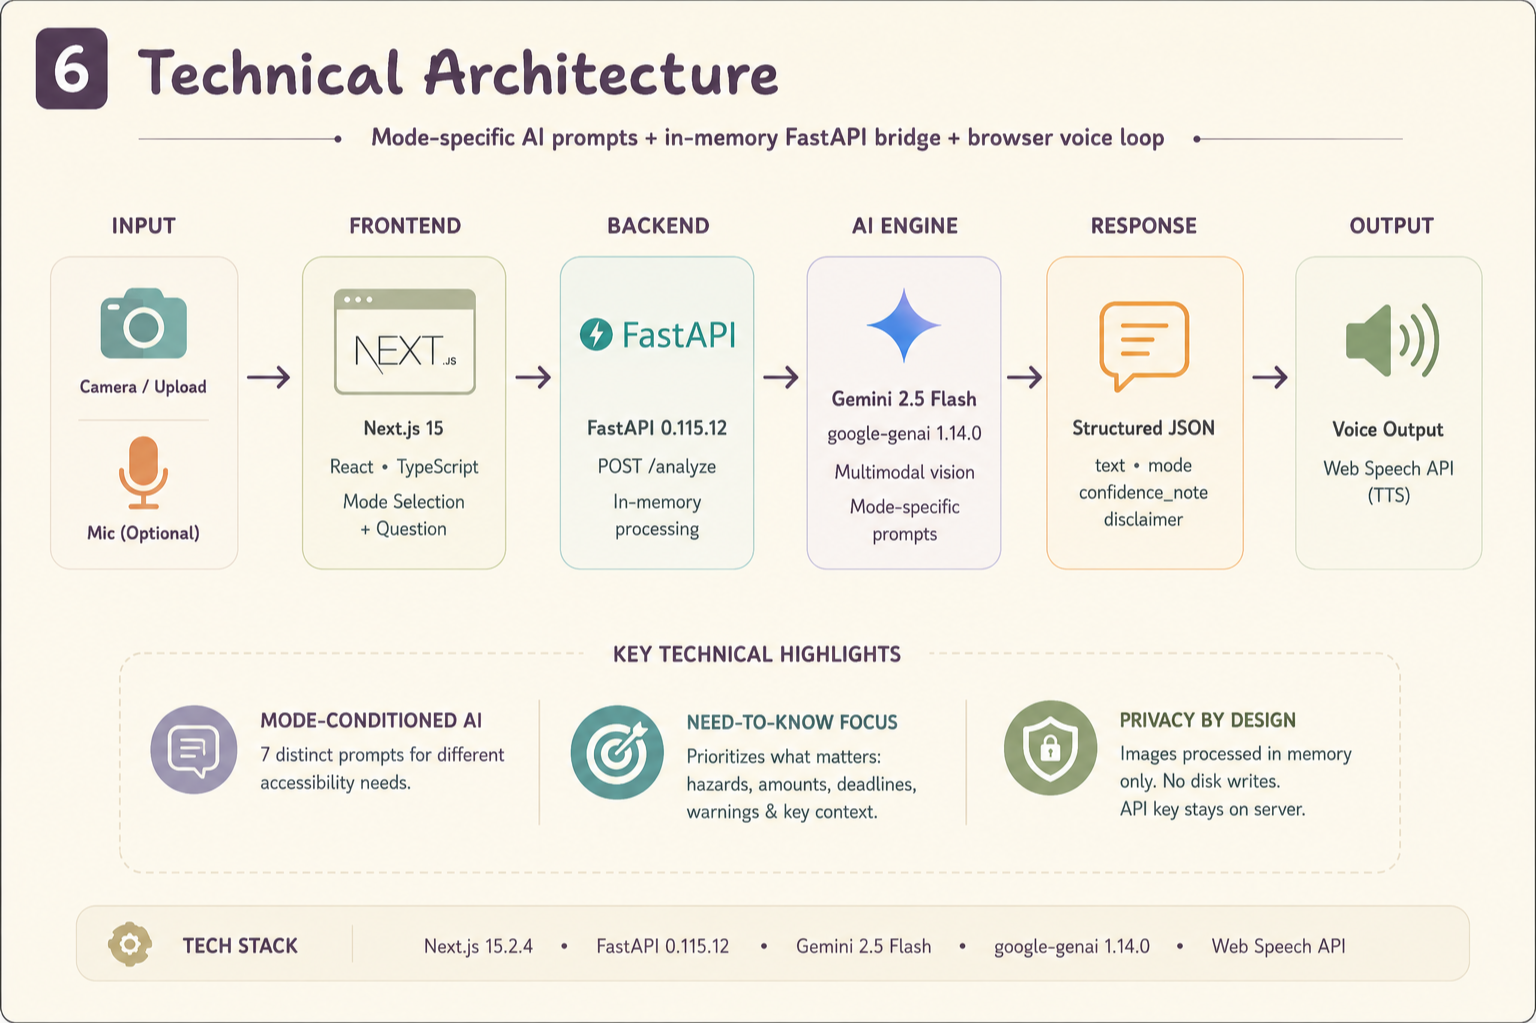 6
Technical Architecture
Mode-specific AI prompts + in-memory FastAPI bridge + browser voice loop
INPUT
Camera / Upload
Mic (Optional)
FRONTEND
NEXT.JS
Next.js 15
React • TypeScript
Mode Selection
+ Question
BACKEND
FastAPI
FastAPI 0.115.12
POST /analyze
In-memory
processing
AI ENGINE
Gemini 2.5 Flash
google-genai 1.14.0
Multimodal vision
Mode-specific
prompts
RESPONSE
Structured JSON
text • mode
confidence_note
disclaimer
OUTPUT
Voice Output
Web Speech API
(TTS)
KEY TECHNICAL HIGHLIGHTS
MODE-CONDITIONED AI
7 distinct prompts for different
accessibility needs.
NEED-TO-KNOW FOCUS
Prioritizes what matters:
hazards, amounts, deadlines,
warnings & key context.
PRIVACY BY DESIGN
Images processed in memory
only. No disk writes.
API key stays on server.
TECH STACK
Next.js 15.2.4 • FastAPI 0.115.12 • Gemini 2.5 Flash • google-genai 1.14.0 • Web Speech API